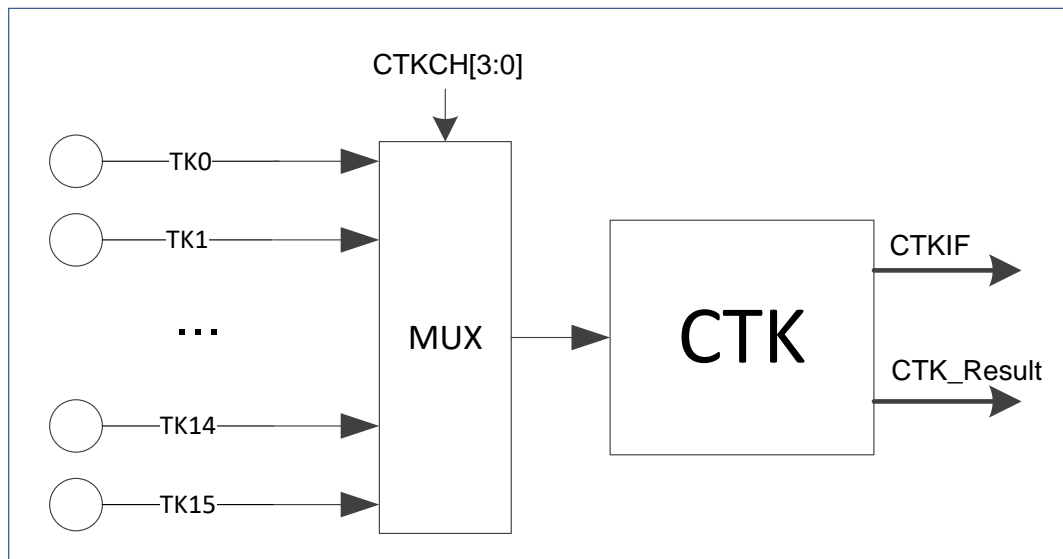 CTKCH[3:0]
TK0
TK1
...
TK14
TK15
MUX
CTK
CTKIF
CTK_Result